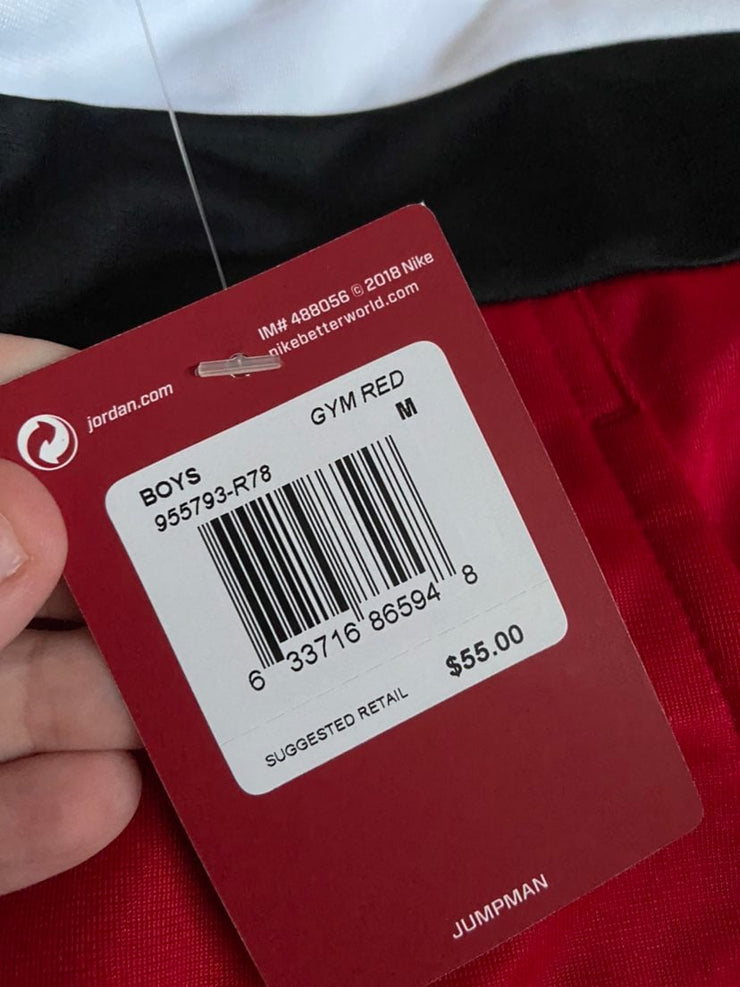 IM# 488056 © 2018 Nike
nikebetterworld.com
jordan.com
GYM RED
M
BOYS
955793-R78
6 33716 86594 8
$55.00
SUGGESTED RETAIL
JUMPMAN